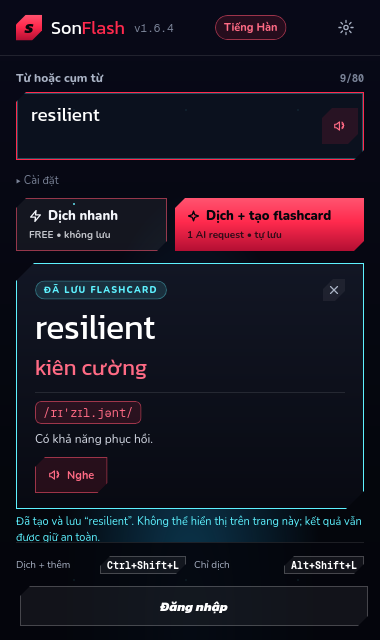 S SonFlash v1.6.4 Tiếng Hàn
Từ hoặc cụm từ 9/80
resilient
▸ Cài đặt
Dịch nhanh
FREE • không lưu
Dịch + tạo flashcard
1 AI request • tự lưu
ĐÃ LƯU FLASHCARD
resilient
kiên cường
/rɪˈzɪl.jənt/
Có khả năng phục hồi.
Nghe
Đã tạo và lưu “resilient”. Không thể hiển thị trên trang này; kết quả vẫn
được giữ an toàn.
Dịch + thêm Ctrl+Shift+L Chỉ dịch Alt+Shift+L
Đăng nhập